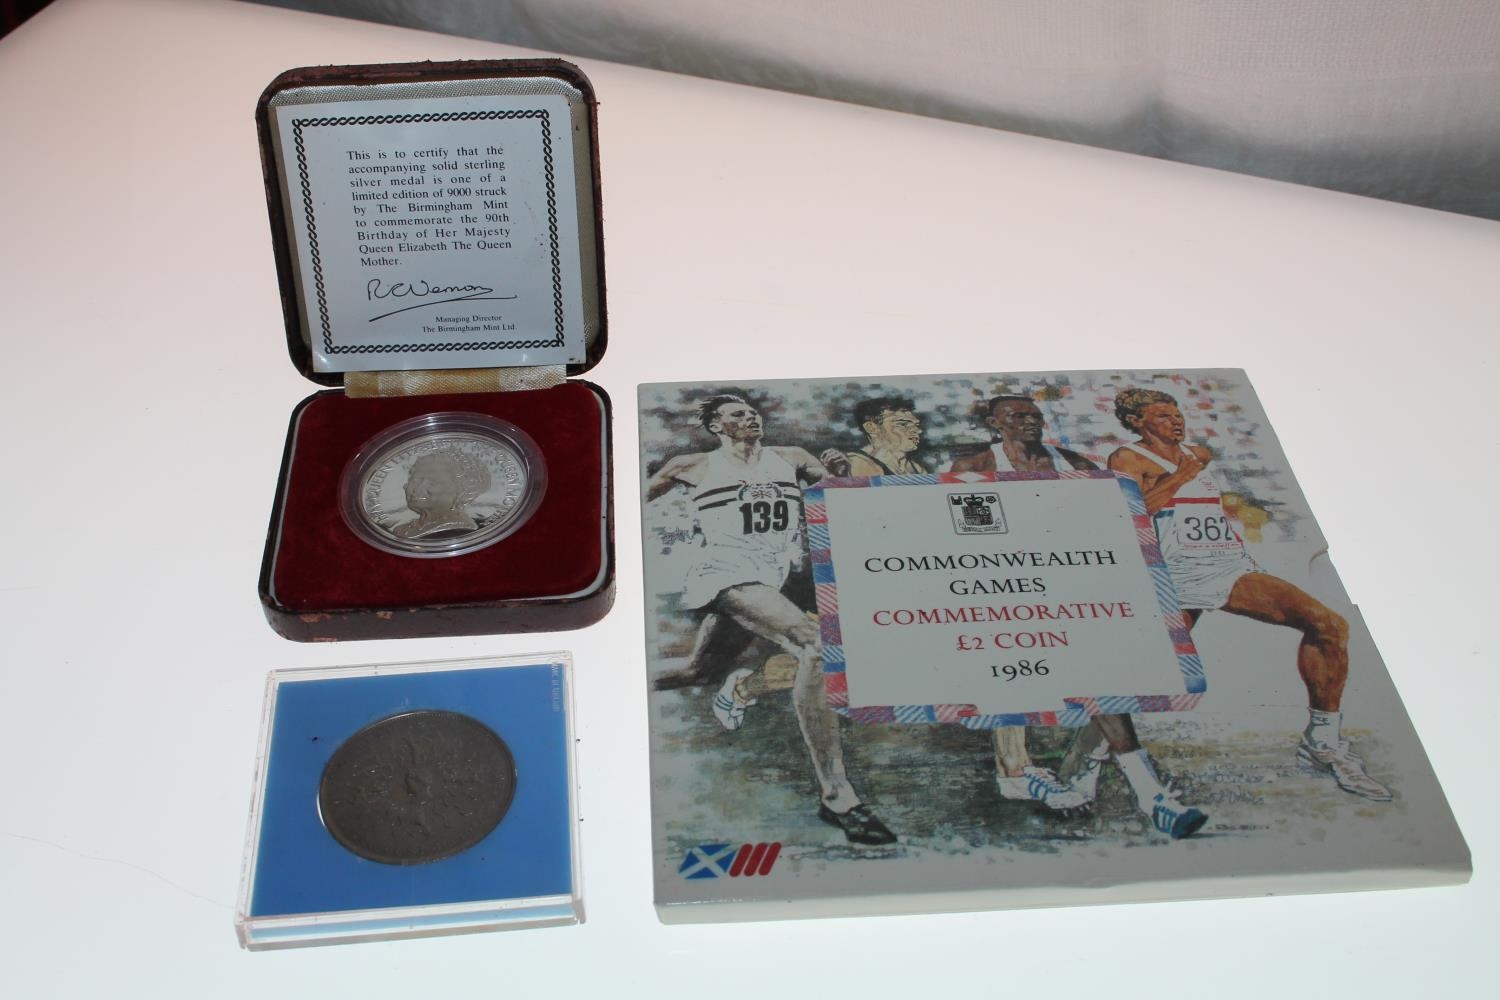 This is to certify that the
accompanying solid sterling
silver medal is one of a
limited edition of 9000 struck
by The Birmingham Mint
to commemorate the 90th
Birthday of Her Majesty
Queen Elizabeth The Queen
Mother.
Managing Director
The Birmingham Mint Ltd.
139
362
COMMONWEALTH
GAMES
COMMEMORATIVE
£2 COIN
1986